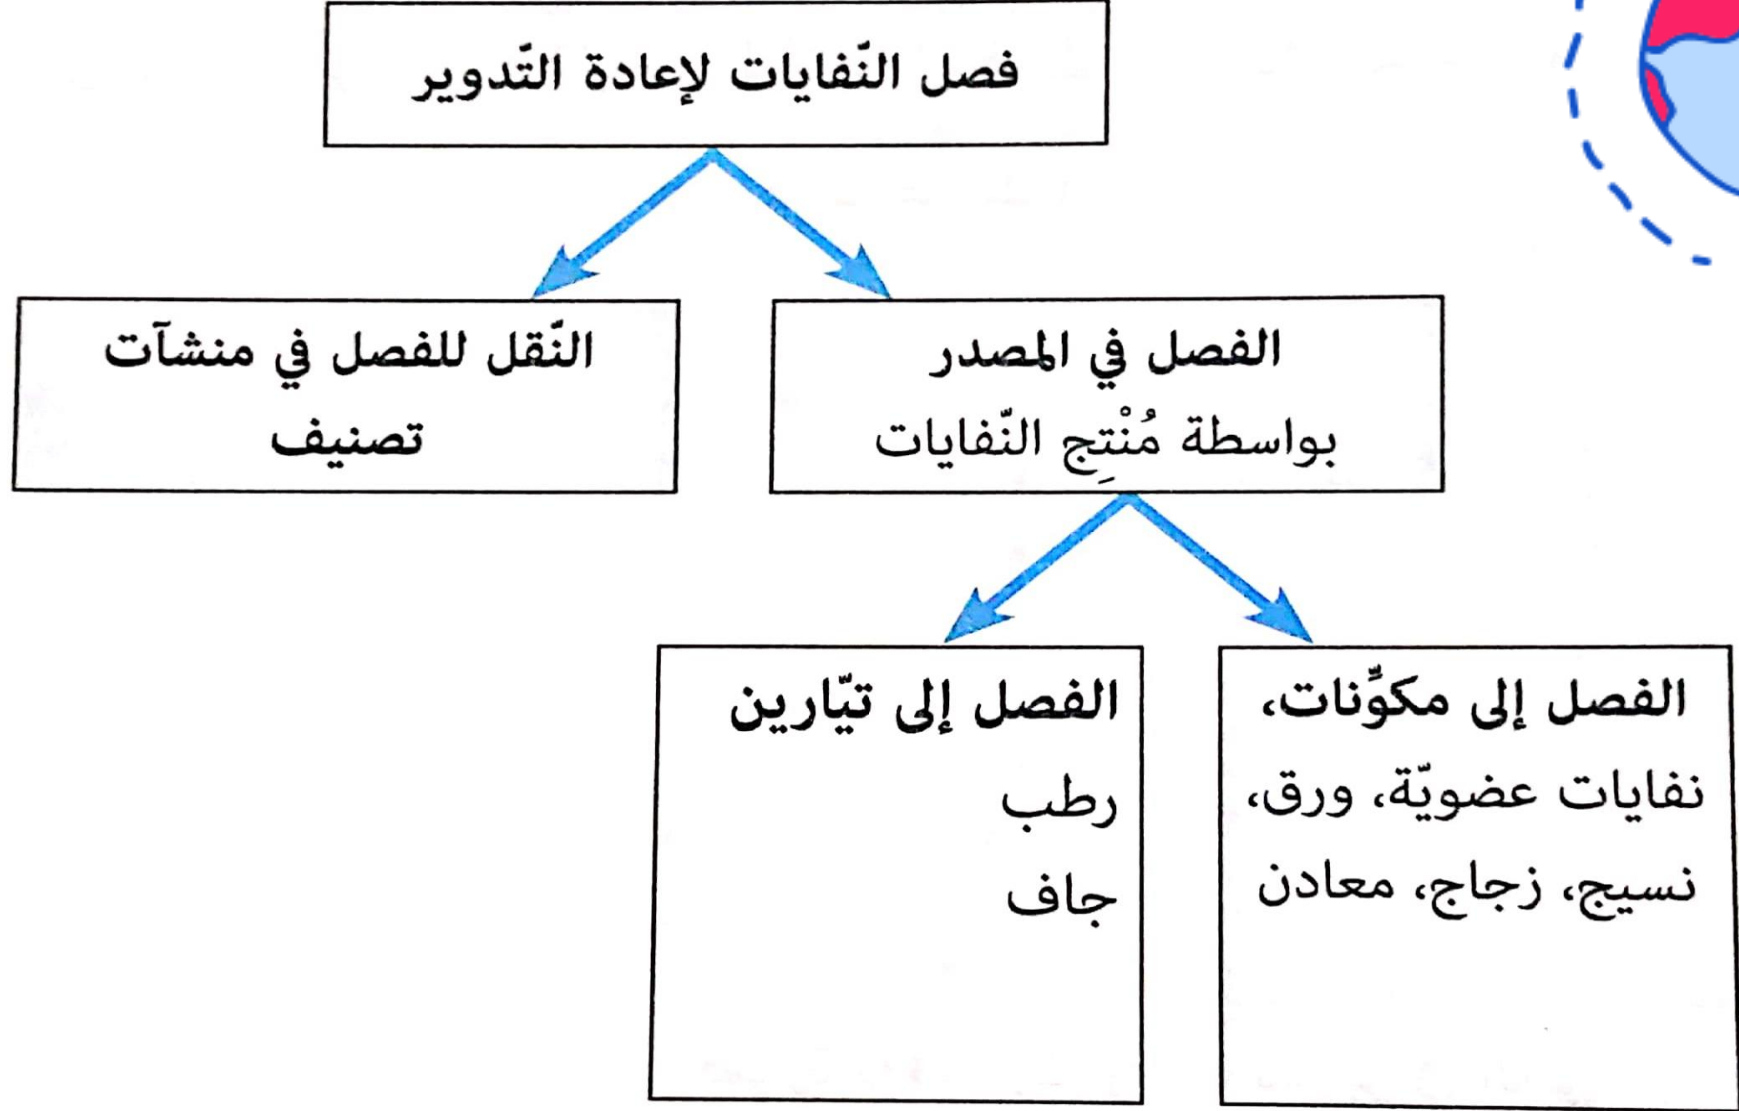 فصل النّفايات لإعادة التّدوير
الفصل في المصدر
بواسطة مُنْتِج النّفايات
النّقل للفصل في منشآت
تصنيف
الفصل إلى مكوِّنات،
نفايات عضويّة، ورق،
نسيج، زجاج، معادن
الفصل إلى تيّارين
رطب
جاف